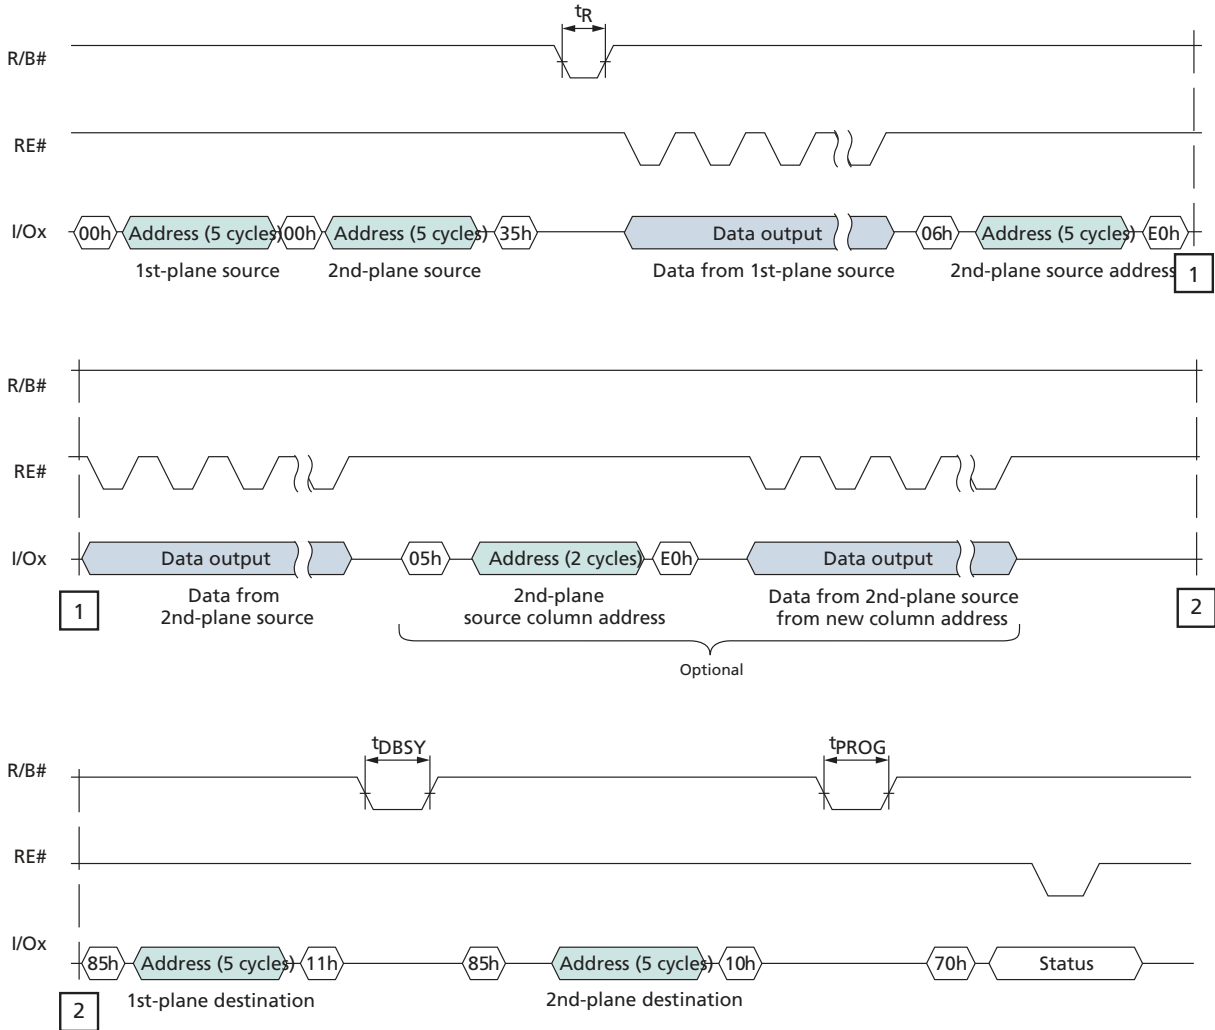 tR
R/B#
RE#
I/Ox
00h Address (5 cycles) 00h Address (5 cycles) 35h Data output 06h Address (5 cycles) E0h
1st-plane source 2nd-plane source Data from 1st-plane source 2nd-plane source address
1
R/B#
RE#
I/Ox
Data output 05h Address (2 cycles) E0h Data output
1
Data from
2nd-plane source
2nd-plane
source column address
Data from 2nd-plane source
from new column address
2
Optional
tDBSY tPROG
R/B#
RE#
I/Ox
85h Address (5 cycles) 11h 85h Address (5 cycles) 10h 70h Status
1st-plane destination 2nd-plane destination
2